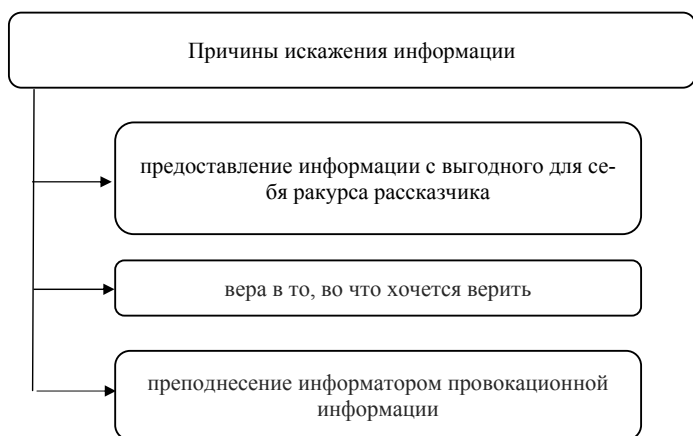 Причины искажения информации
предоставление информации с выгодного для се-
бя ракурса рассказчика
вера в то, во что хочется верить
преподнесение информатором провокационной
информации